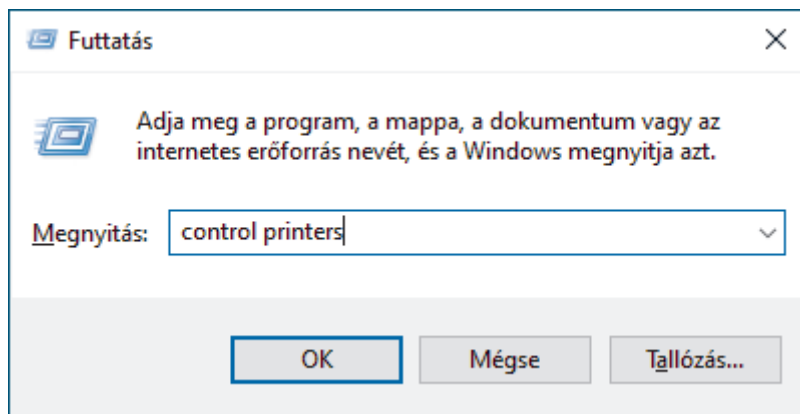 Futtatás
Adja meg a program, a mappa, a dokumentum vagy az
internetes erőforrás nevét, és a Windows megnyitja azt.
Megnyitás: control printers
OK Mégse Tallózás...